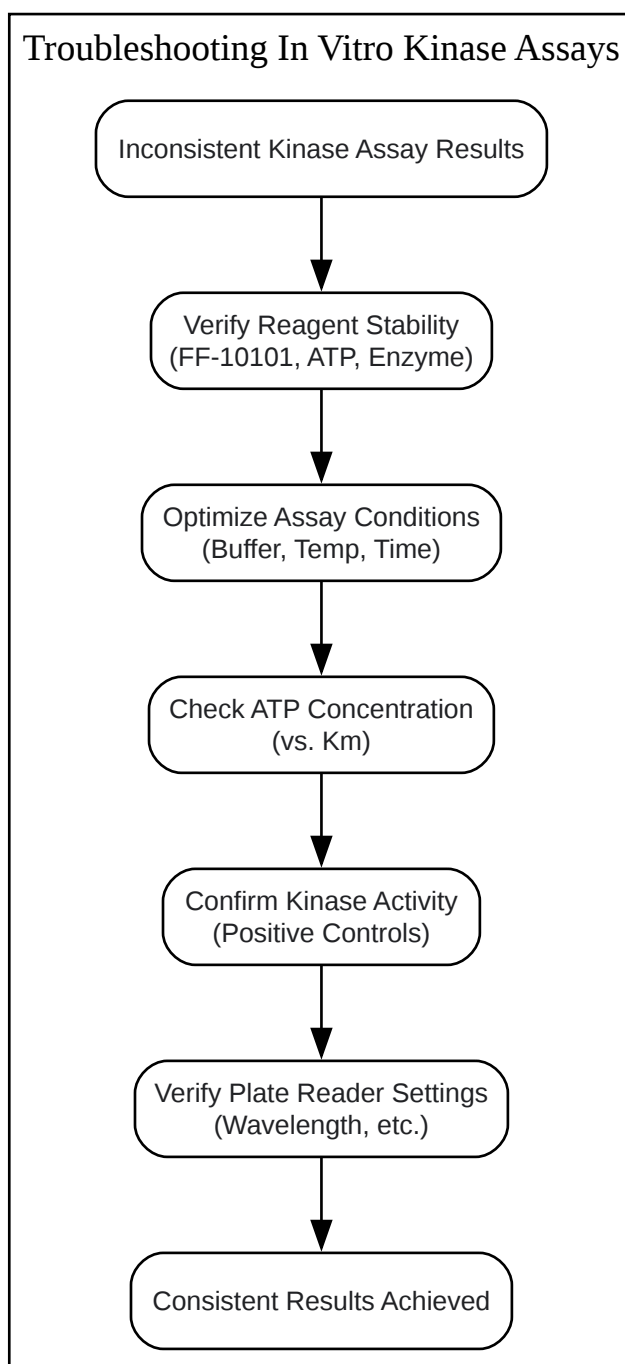 Troubleshooting In Vitro Kinase Assays
Inconsistent Kinase Assay Results
Verify Reagent Stability
(FF-10101, ATP, Enzyme)
Optimize Assay Conditions
(Buffer, Temp, Time)
Check ATP Concentration
(vs. Km)
Confirm Kinase Activity
(Positive Controls)
Verify Plate Reader Settings
(Wavelength, etc.)
Consistent Results Achieved